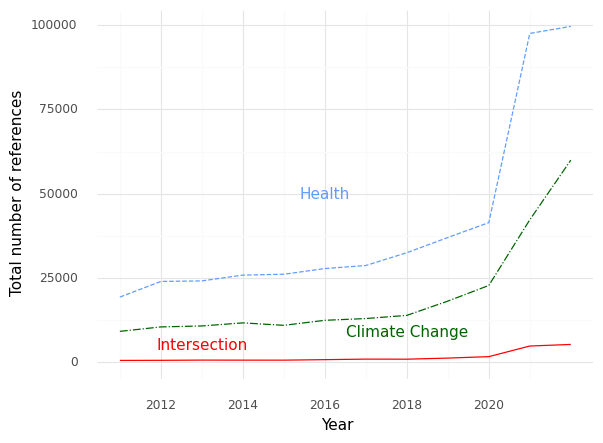 100000
75000
50000
25000
0
Total number of references
Health
Climate Change
Intersection
2012 2014 2016 2018 2020
Year